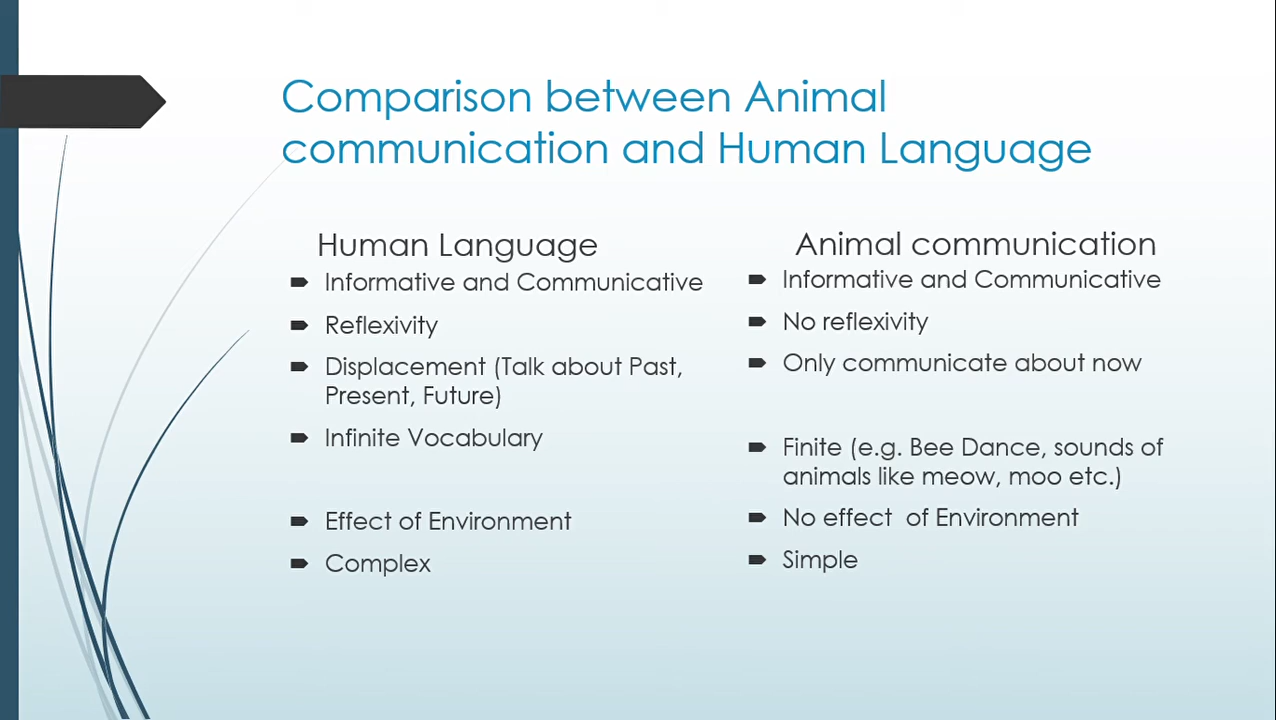 Comparison between Animal
communication and Human Language
Human Language
Informative and Communicative
Reflexivity
Displacement (Talk about Past,
Present, Future)
Infinite Vocabulary
Effect of Environment
Complex
Animal communication
Informative and Communicative
No reflexivity
Only communicate about now
Finite (e.g. Bee Dance, sounds of
animals like meow, moo etc.)
No effect  of Environment
Simple